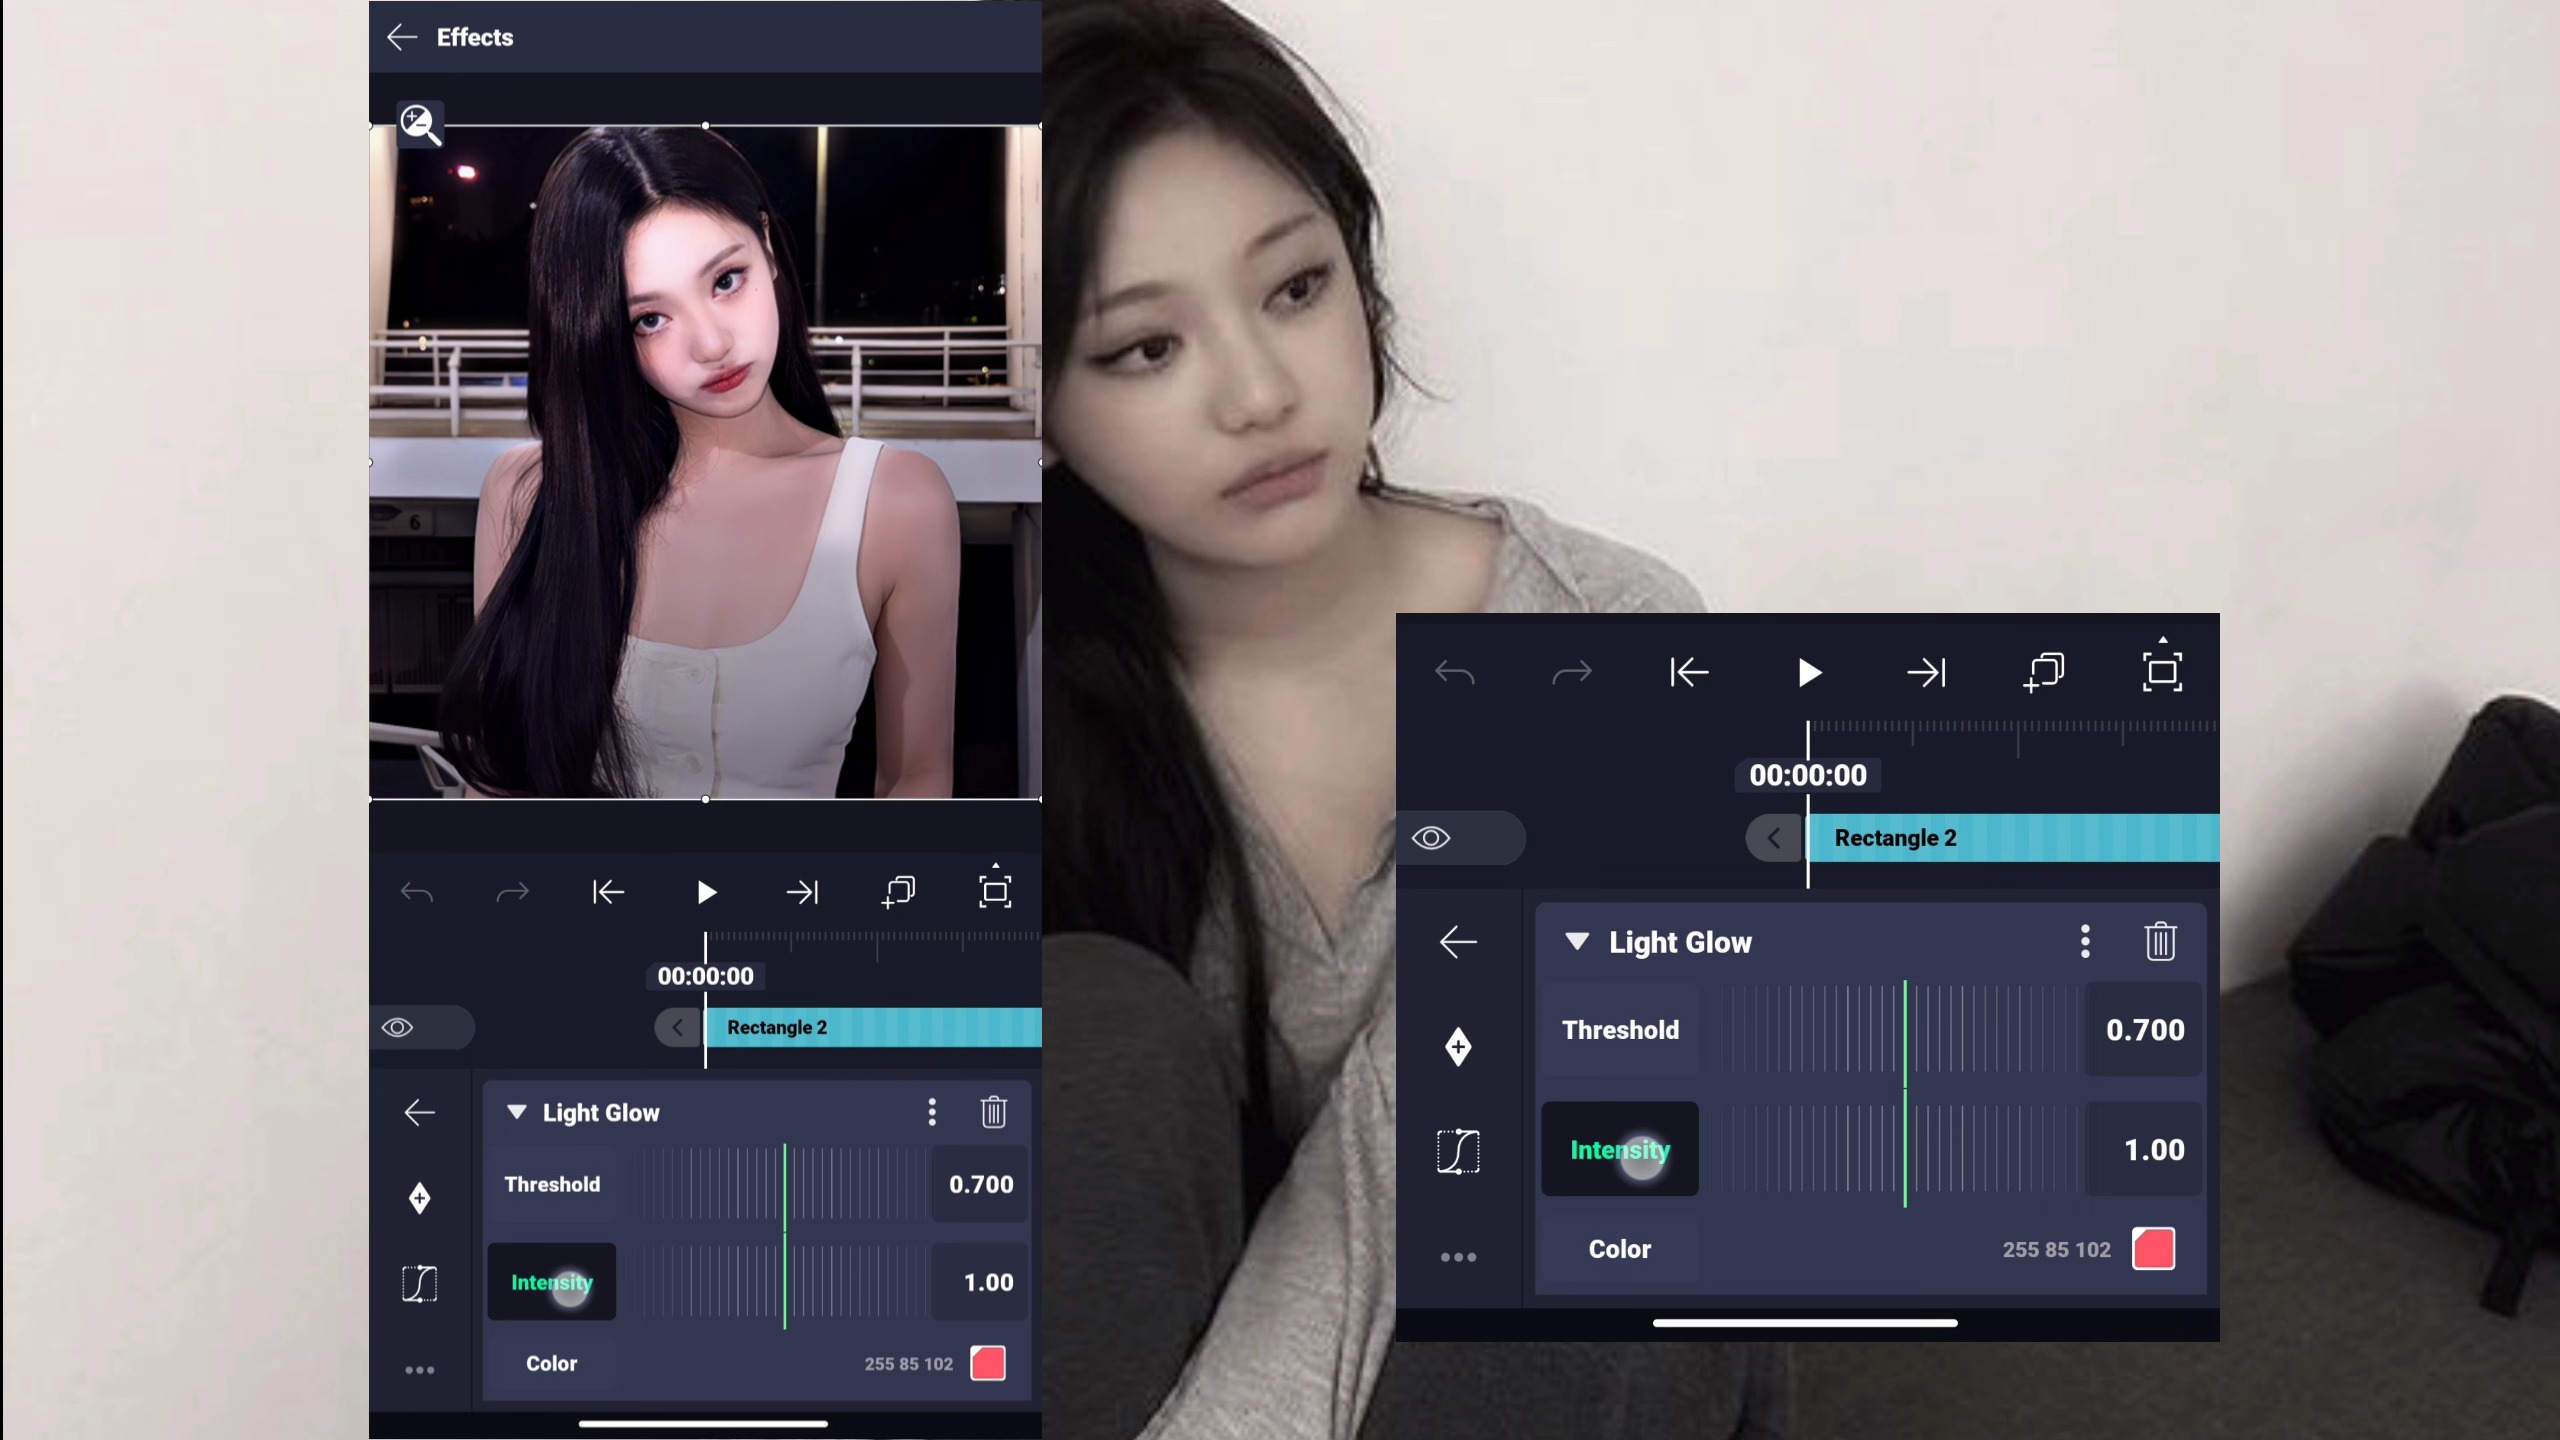 Effects
6
00:00:00
Rectangle 2
Light Glow
Threshold 0.700
Intensity 1.00
Color 255 85 102
00:00:00
Rectangle 2
Light Glow
Threshold 0.700
Intensity 1.00
Color 255 85 102